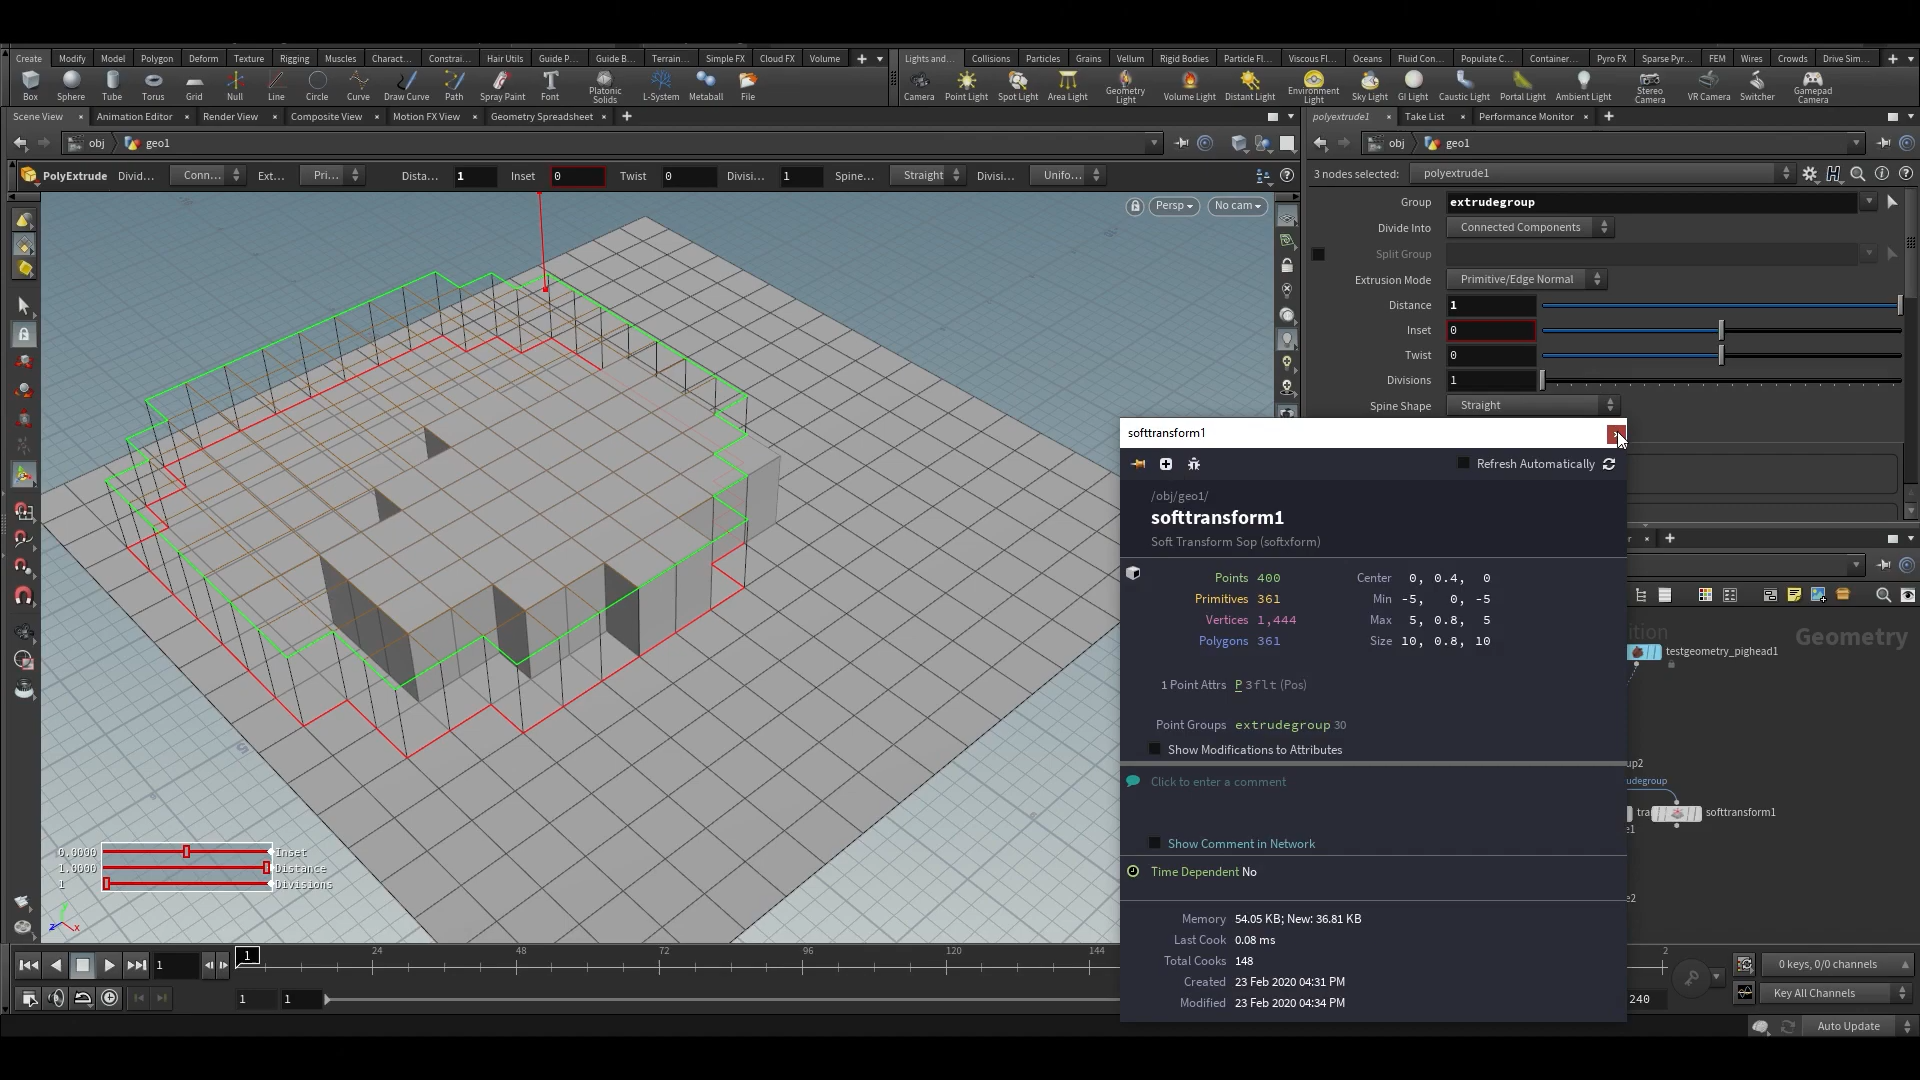 Create Modify Model Polygon Deform Texture Rigging Muscles Charact... Constrai... Hair Utils Guide P... Guide B... Terrain... Simple FX Cloud FX Volume
Lights and... Collisions Particles Grains Vellum Rigid Bodies Particle Fl... Viscous Fl... Oceans Fluid Con... Populate C... Container... Pyro FX Sparse Pyr... FEM Wires Crowds Drive Sim...
Box Sphere Tube Torus Grid Null Line Circle Curve Draw Curve Path Spray Paint Font Platonic Solids L-System Metaball File
Camera Point Light Spot Light Area Light Geometry Light Volume Light Distant Light Environment Light Sky Light GI Light Caustic Light Portal Light Ambient Light Stereo Camera VR Camera Switcher Gamepad Camera
Scene View Animation Editor Render View Composite View Motion FX View Geometry Spreadsheet
polyextrude1 Take List Performance Monitor
obj geo1
obj geo1
PolyExtrude Divid... Conn... Ext... Pri... Dista... 1 Inset 0 Twist 0 Divisi... 1 Spine... Straight Divisi... Unifo...
3 nodes selected: polyextrude1
Persp No cam
Group extrudegroup
Divide Into Connected Components
Split Group
Extrusion Mode Primitive/Edge Normal
Distance 1
Inset 0
Twist 0
Divisions 1
Spine Shape Straight
softtransform1
Refresh Automatically
/obj/geo1/
softtransform1
Soft Transform Sop (softxform)
Points 400 Center 0, 0.4, 0
Primitives 361 Min -5, 0, -5
Vertices 1,444 Max 5, 0.8, 5
Polygons 361 Size 10, 0.8, 10
1 Point Attrs P 3flt (Pos)
Point Groups extrudegroup 30
Show Modifications to Attributes
Click to enter a comment
Show Comment in Network
Time Dependent No
Memory 54.05 KB; New: 36.81 KB
Last Cook 0.08 ms
Total Cooks 148
Created 23 Feb 2020 04:31 PM
Modified 23 Feb 2020 04:34 PM
Geometry
testgeometry_pighead1
softtransform1
0.0000 Inset
1.0000 Distance
1 Divisions
y
z x
1 1 24 48 72 96 120 144 2
1 1 240
0 keys, 0/0 channels
Key All Channels
Auto Update